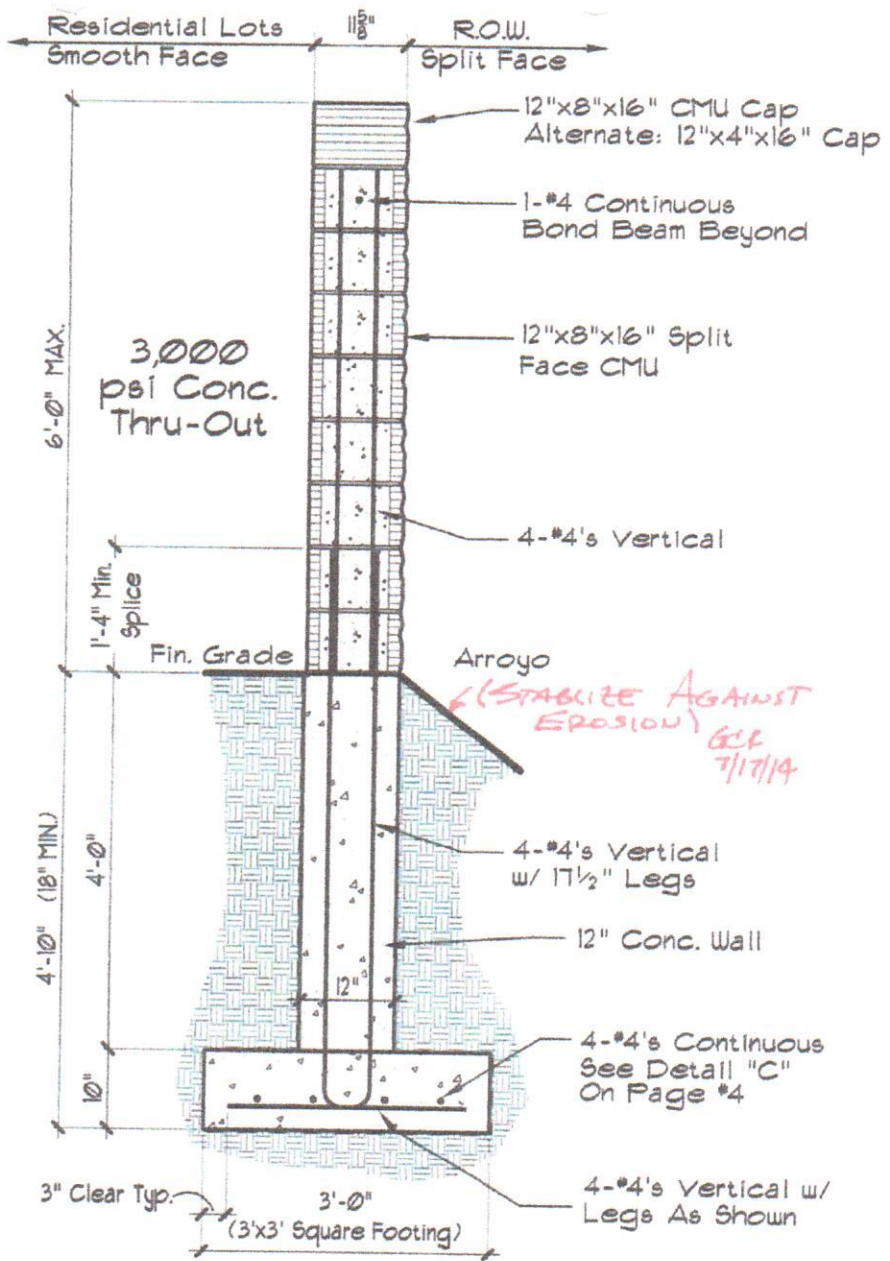 Residential Lots
Smooth Face
11 5/8"
R.O.W.
Split Face
12"x8"x16" CMU Cap
Alternate: 12"x4"x16" Cap
1-#4 Continuous
Bond Beam Beyond
12"x8"x16" Split
Face CMU
6'-0" MAX.
3,000
psi Conc.
Thru-Out
4-#4's Vertical
1'-4" Min.
Splice
Fin. Grade
Arroyo
(STABLIZE AGAINST
EROSION)
7/17/14
4'-10" (18" MIN.)
4'-0"
4-#4's Vertical
w/ 17½" Legs
12" Conc. Wall
12"
4-#4's Continuous
See Detail "C"
On Page #4
10"
3" Clear Typ.
3'-0"
(3'x3' Square Footing)
4-#4's Vertical w/
Legs As Shown